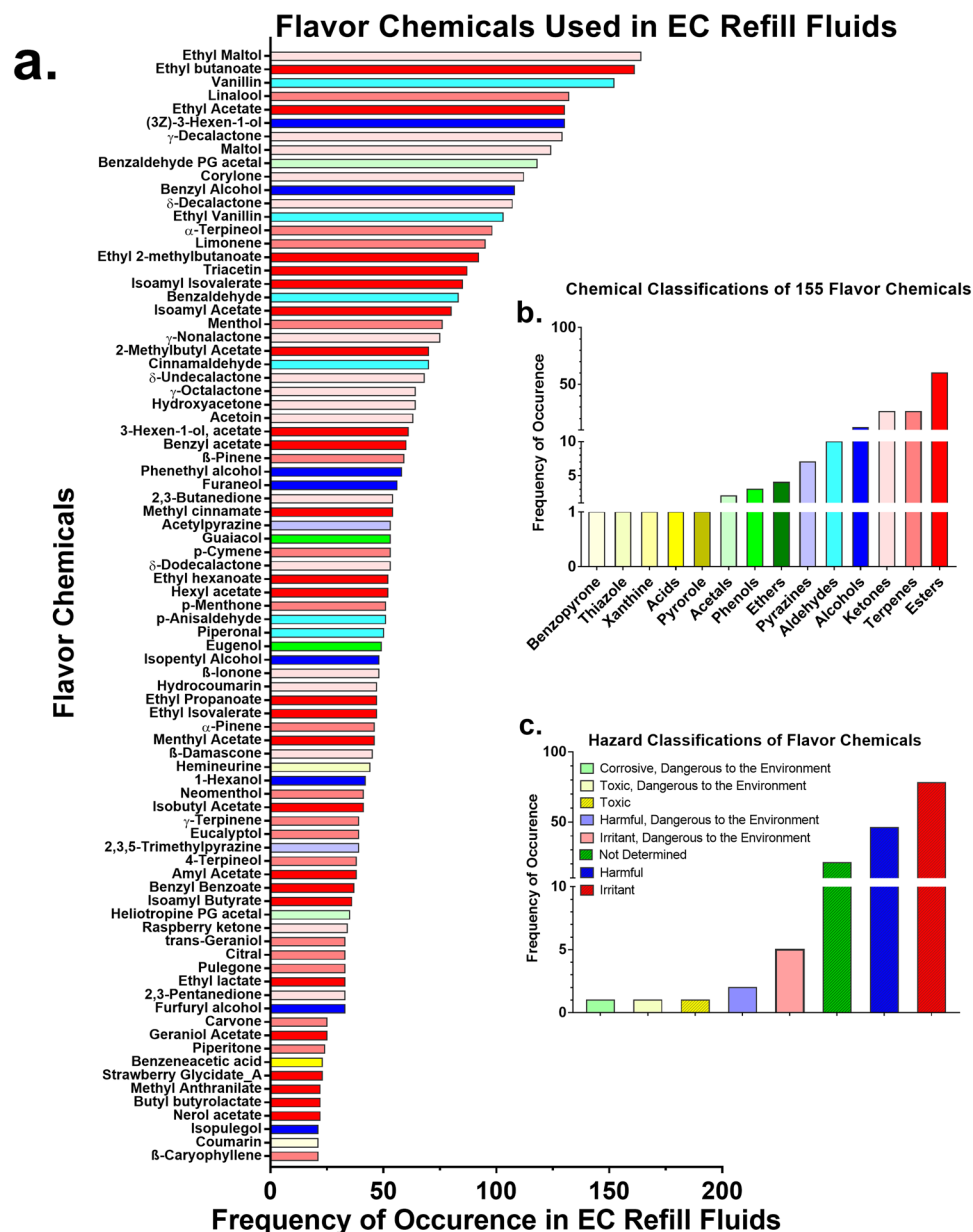 Flavor Chemicals Used in EC Refill Fluids
a.
Flavor Chemicals
Ethyl Maltol
Ethyl butanoate
Vanillin
Linalool
Ethyl Acetate
(3Z)-3-Hexen-1-ol
γ-Decalactone
Maltol
Benzaldehyde PG acetal
Corylone
Benzyl Alcohol
δ-Decalactone
Ethyl Vanillin
α-Terpineol
Limonene
Ethyl 2-methylbutanoate
Triacetin
Isoamyl Isovalerate
Benzaldehyde
Isoamyl Acetate
Menthol
γ-Nonalactone
2-Methylbutyl Acetate
Cinnamaldehyde
δ-Undecalactone
γ-Octalactone
Hydroxyacetone
Acetoin
3-Hexen-1-ol, acetate
Benzyl acetate
ß-Pinene
Phenethyl alcohol
Furaneol
2,3-Butanedione
Methyl cinnamate
Acetylpyrazine
Guaiacol
p-Cymene
δ-Dodecalactone
Ethyl hexanoate
Hexyl acetate
p-Menthone
p-Anisaldehyde
Piperonal
Eugenol
Isopentyl Alcohol
ß-Ionone
Hydrocoumarin
Ethyl Propanoate
Ethyl Isovalerate
α-Pinene
Menthyl Acetate
ß-Damascone
Hemineurine
1-Hexanol
Neomenthol
Isobutyl Acetate
γ-Terpinene
Eucalyptol
2,3,5-Trimethylpyrazine
4-Terpineol
Amyl Acetate
Benzyl Benzoate
Isoamyl Butyrate
Heliotropine PG acetal
Raspberry ketone
trans-Geraniol
Citral
Pulegone
Ethyl lactate
2,3-Pentanedione
Furfuryl alcohol
Carvone
Geraniol Acetate
Piperitone
Benzeneacetic acid
Strawberry Glycidate_A
Methyl Anthranilate
Butyl butyrolactate
Nerol acetate
Isopulegol
Coumarin
ß-Caryophyllene
0 50 100 150 200
Frequency of Occurence in EC Refill Fluids
Chemical Classifications of 155 Flavor Chemicals
b.
Frequency of Occurence
100
50
10
5
1
0
Benzopyrone
Thiazole
Xanthine
Acids
Pyrorole
Acetals
Phenols
Ethers
Pyrazines
Aldehydes
Alcohols
Ketones
Terpenes
Esters
c.
Hazard Classifications of Flavor Chemicals
Frequency of Occurence
100
50
10
5
0
Corrosive, Dangerous to the Environment
Toxic, Dangerous to the Environment
Toxic
Harmful, Dangerous to the Environment
Irritant, Dangerous to the Environment
Not Determined
Harmful
Irritant